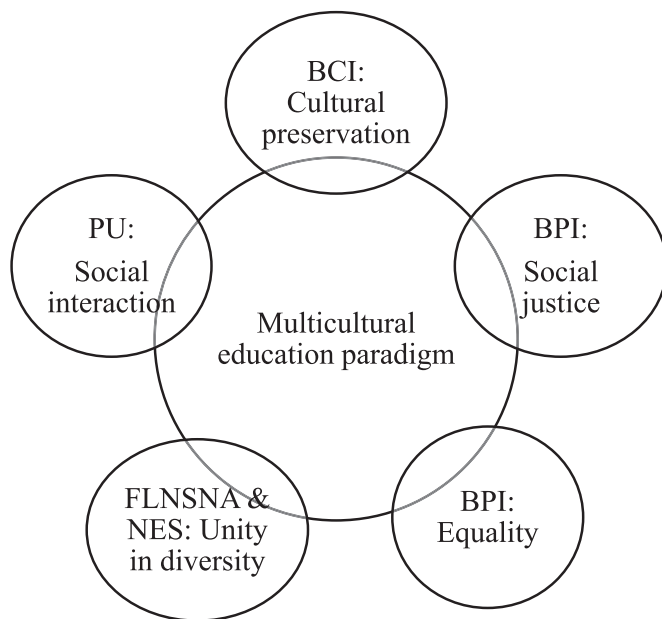 BCI:
Cultural
preservation
PU:
Social
interaction
BPI:
Social
justice
Multicultural
education paradigm
FLNSNA &
NES: Unity
in diversity
BPI:
Equality